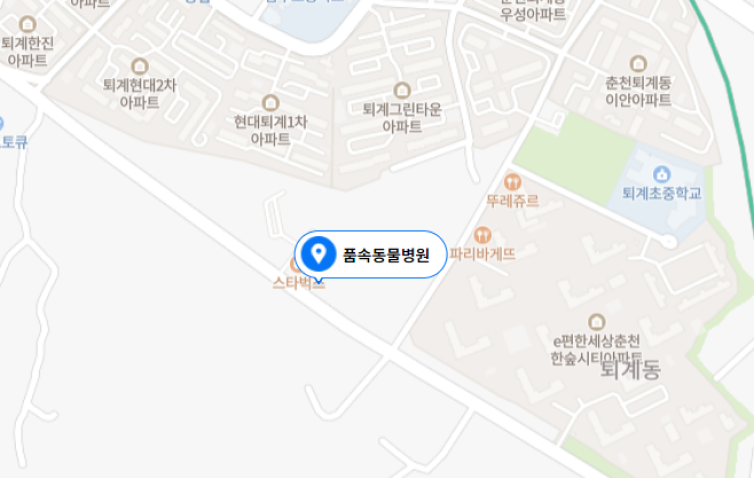 아파트
우성아파트
퇴계한진
아파트
퇴계현대2차
아파트
현대퇴계1차
아파트
퇴계그린타운
아파트
춘천퇴계동
이안아파트
토큐
퇴계초중학교
뚜레쥬르
파리바게뜨
품속동물병원
스타벅스
e편한세상춘천
한숲시티아파트
퇴계동